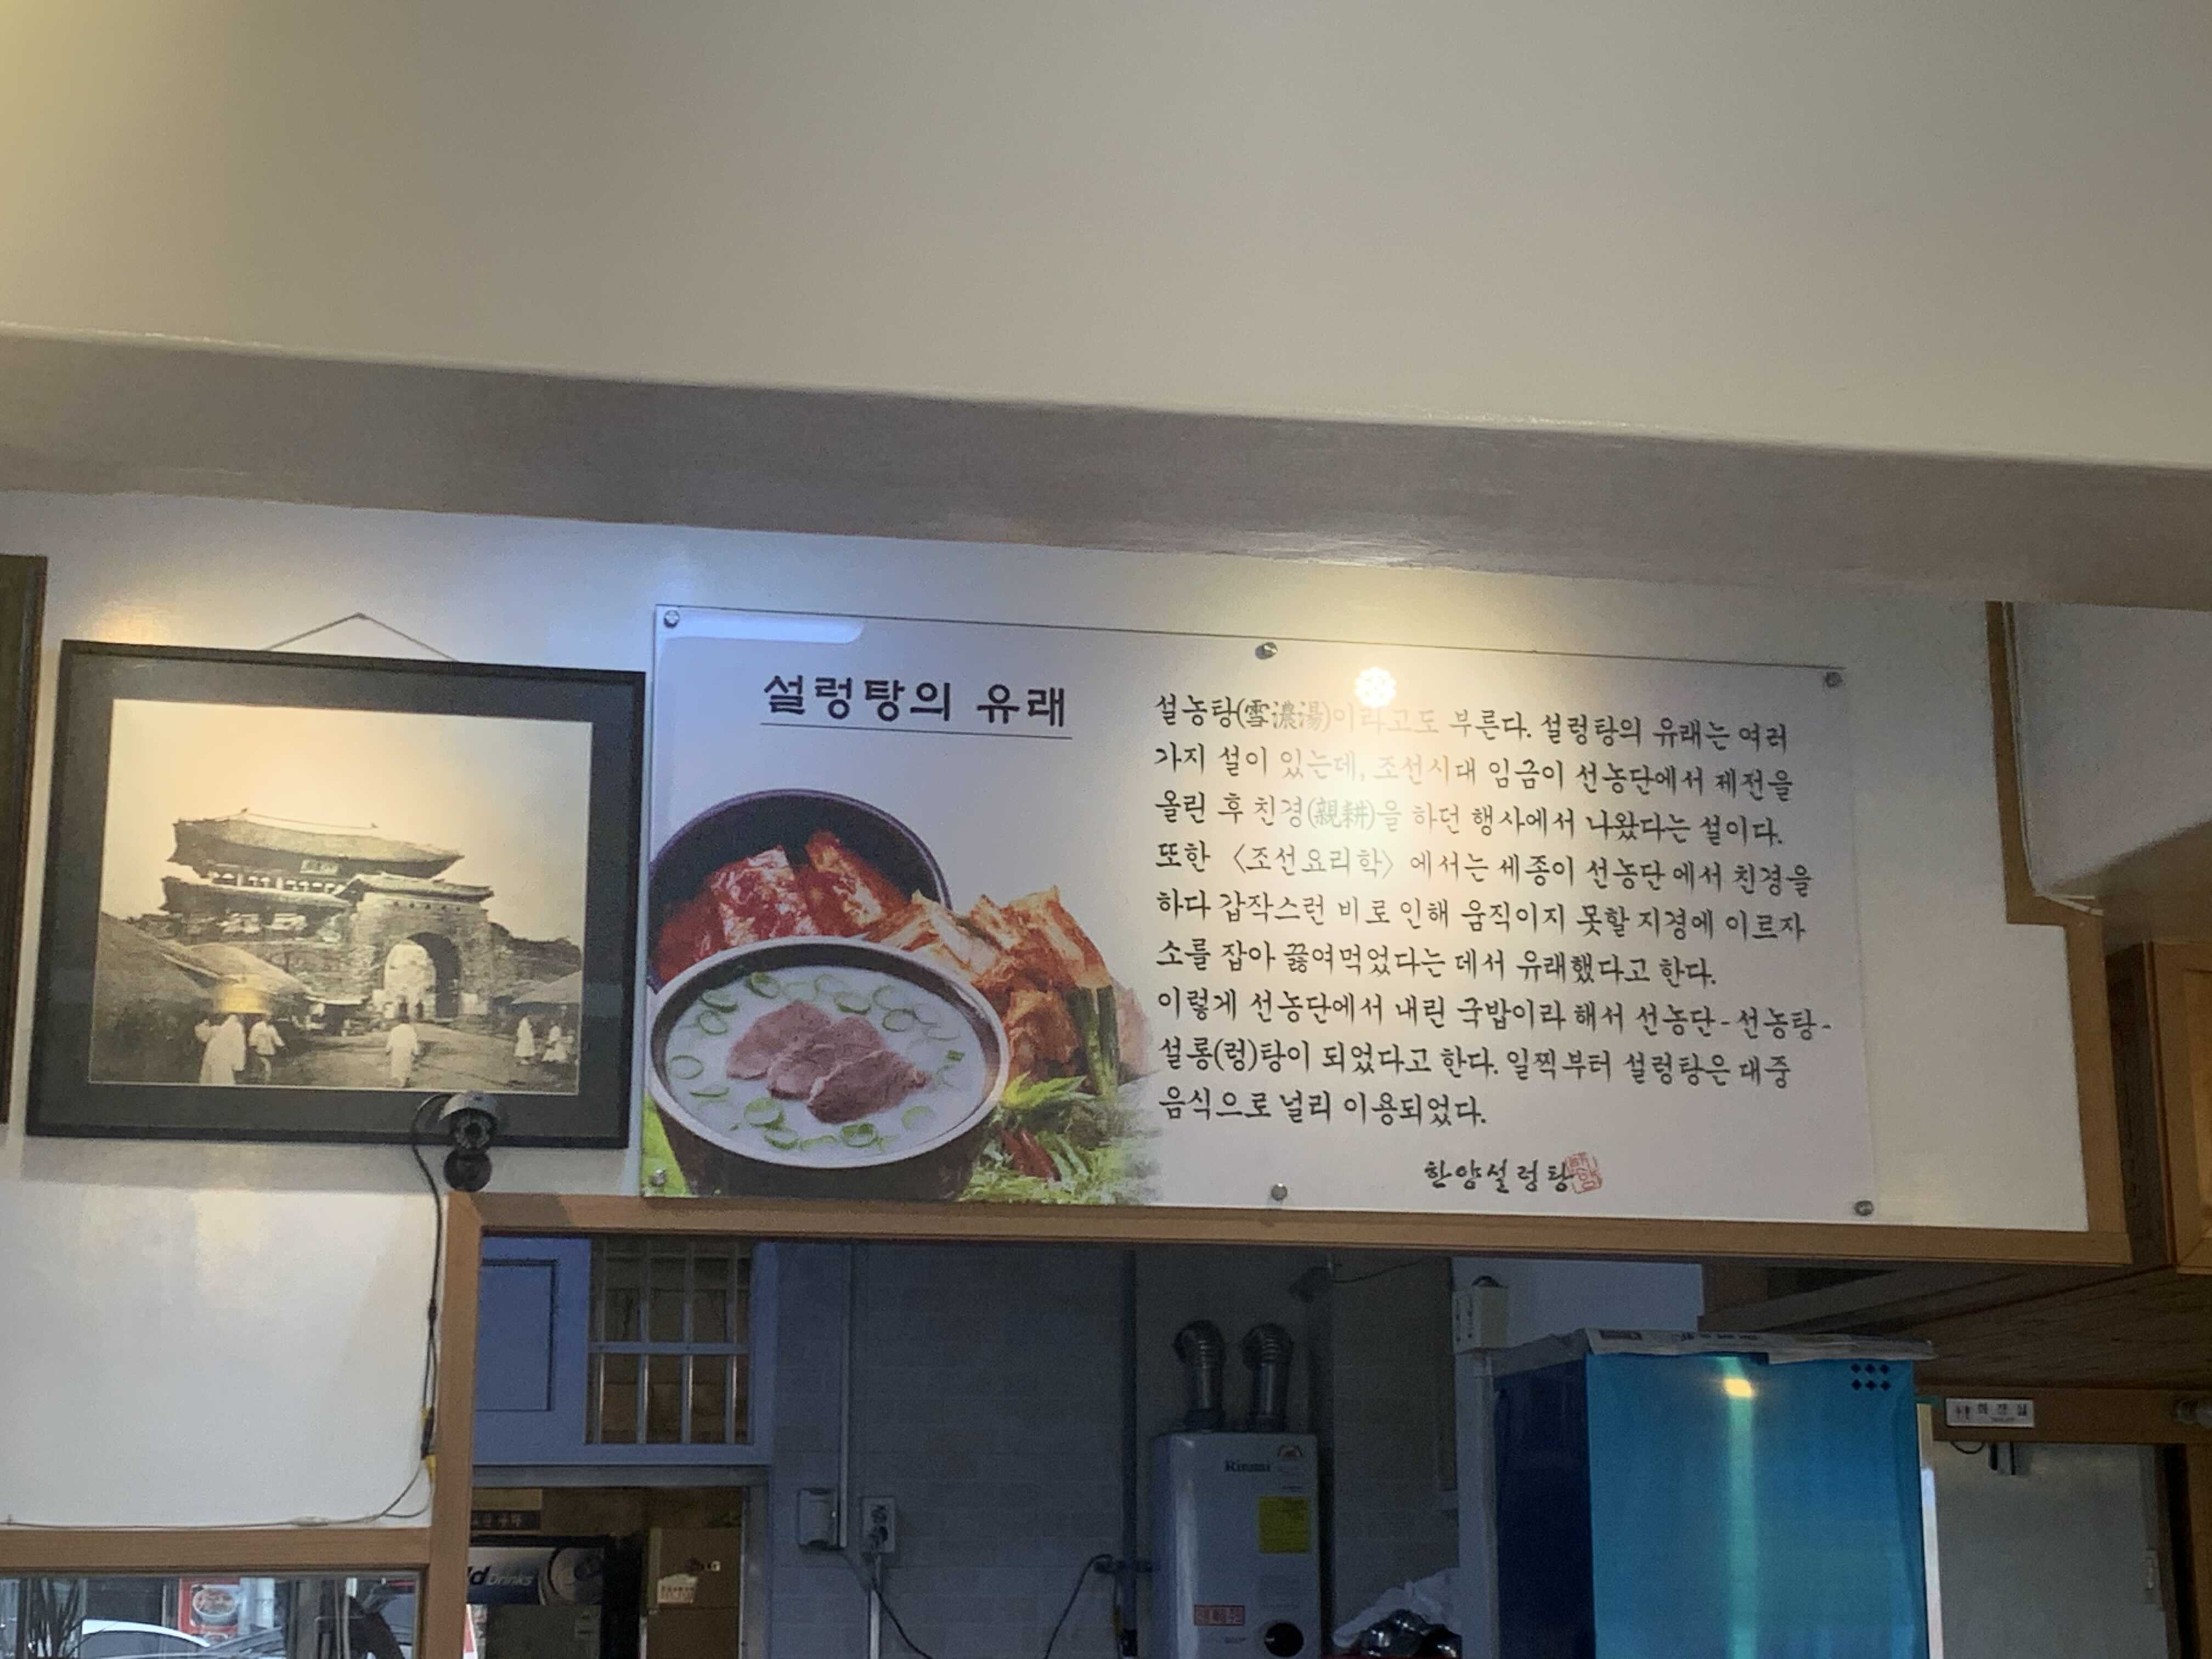 설렁탕의 유래
설농탕(雪濃湯)이라고도 부른다. 설렁탕의 유래는 여러
가지 설이 있는데, 조선시대 임금이 선농단에서 제전을
올린 후 친경(親耕)을 하던 행사에서 나왔다는 설이다.
또한 〈조선요리학〉에서는 세종이 선농단 에서 친경을
하다 갑작스런 비로 인해 움직이지 못할 지경에 이르자
소를 잡아 끓여먹었다는 데서 유래했다고 한다.
이렇게 선농단에서 내린 국밥이라 해서 선농단-선농탕-
설롱(렁)탕이 되었다고 한다. 일찍부터 설렁탕은 대중
음식으로 널리 이용되었다.
한양설렁탕
Rinnai
화장실
Drinks